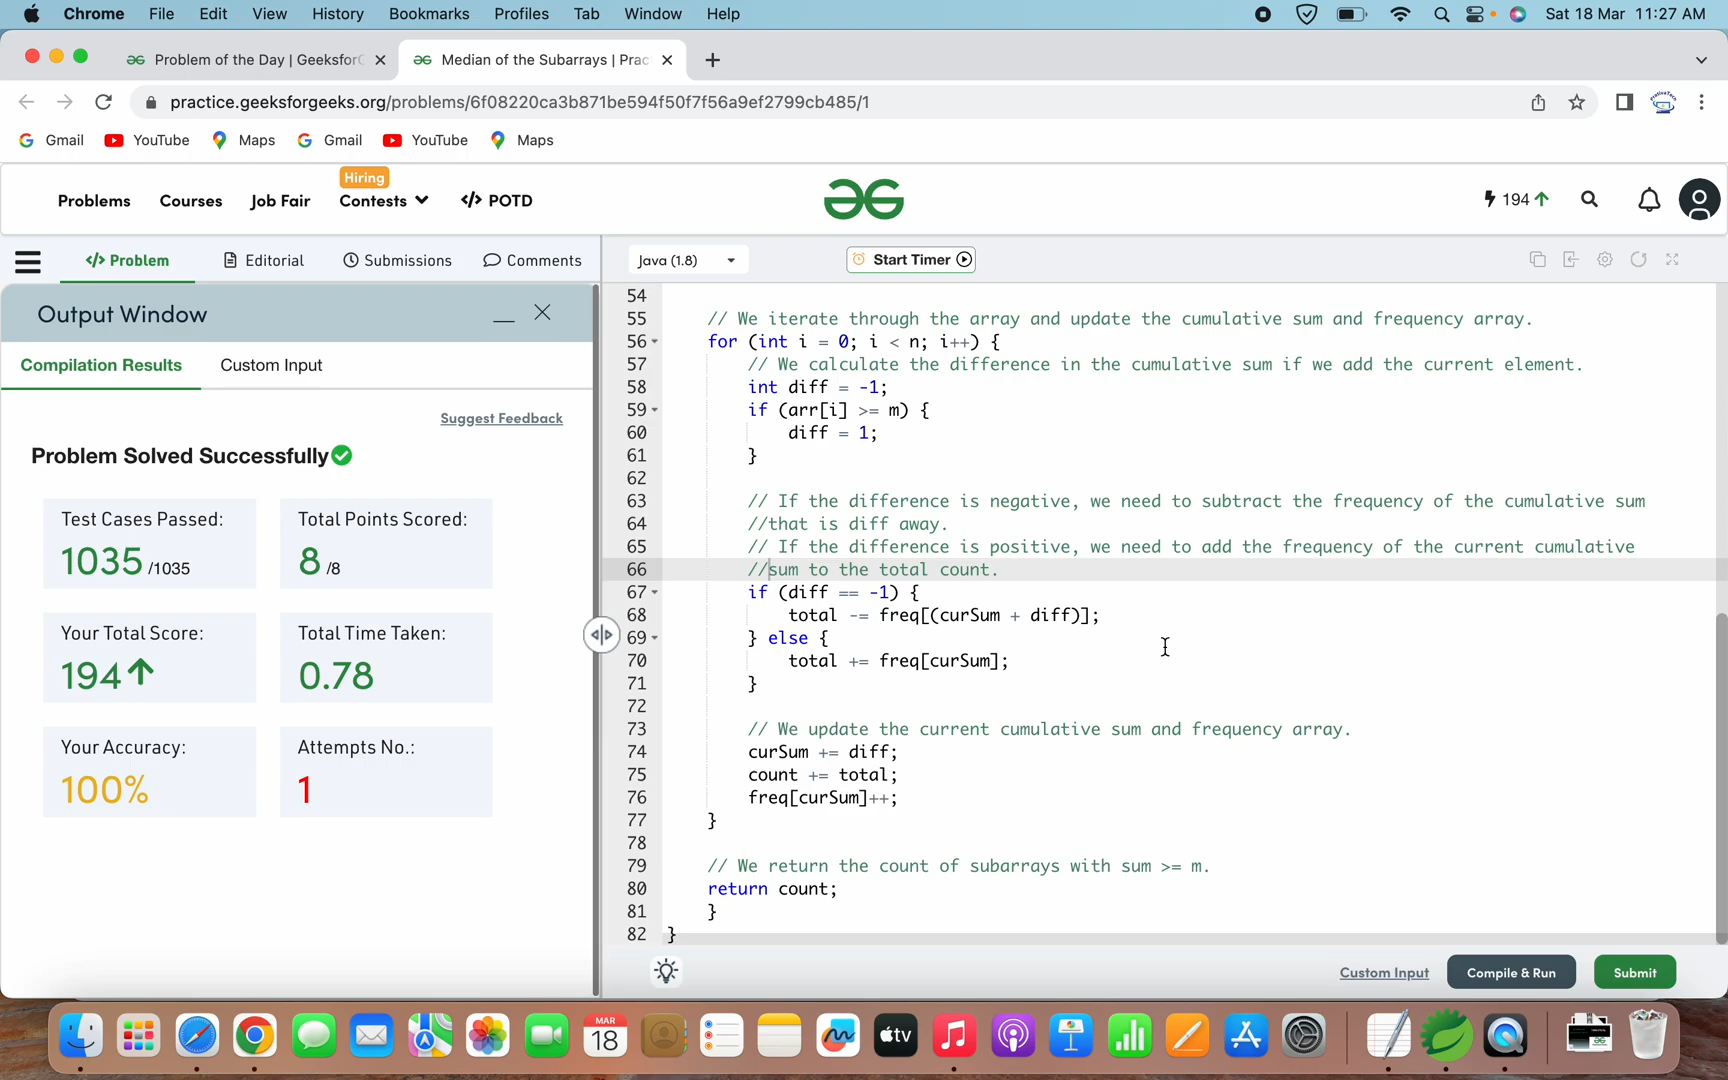 Chrome File Edit View History Bookmarks Profiles Tab Window Help Sat 18 Mar 11:27 AM
Problem of the Day | GeeksforG Median of the Subarrays | Prac
practice.geeksforgeeks.org/problems/6f08220ca3b871be594f50f7f56a9ef2799cb485/1
Gmail YouTube Maps Gmail YouTube Maps
Hiring
Problems Courses Job Fair Contests </> POTD 194
</> Problem Editorial Submissions Comments Java (1.8) Start Timer
Output Window
Compilation Results Custom Input
Suggest Feedback
Problem Solved Successfully
Test Cases Passed: Total Points Scored:
1035 /1035 8 /8
Your Total Score: Total Time Taken:
194 0.78
Your Accuracy: Attempts No.:
100% 1
54
55 // We iterate through the array and update the cumulative sum and frequency array.
56 for (int i = 0; i < n; i++) {
57 // We calculate the difference in the cumulative sum if we add the current element.
58 int diff = -1;
59 if (arr[i] >= m) {
60 diff = 1;
61 }
62
63 // If the difference is negative, we need to subtract the frequency of the cumulative sum
64 //that is diff away.
65 // If the difference is positive, we need to add the frequency of the current cumulative
66 //sum to the total count.
67 if (diff == -1) {
68 total -= freq[(curSum + diff)];
69 } else {
70 total += freq[curSum];
71 }
72
73 // We update the current cumulative sum and frequency array.
74 curSum += diff;
75 count += total;
76 freq[curSum]++;
77 }
78
79 // We return the count of subarrays with sum >= m.
80 return count;
81 }
82 }
Custom Input Compile & Run Submit
MAR
18
tv